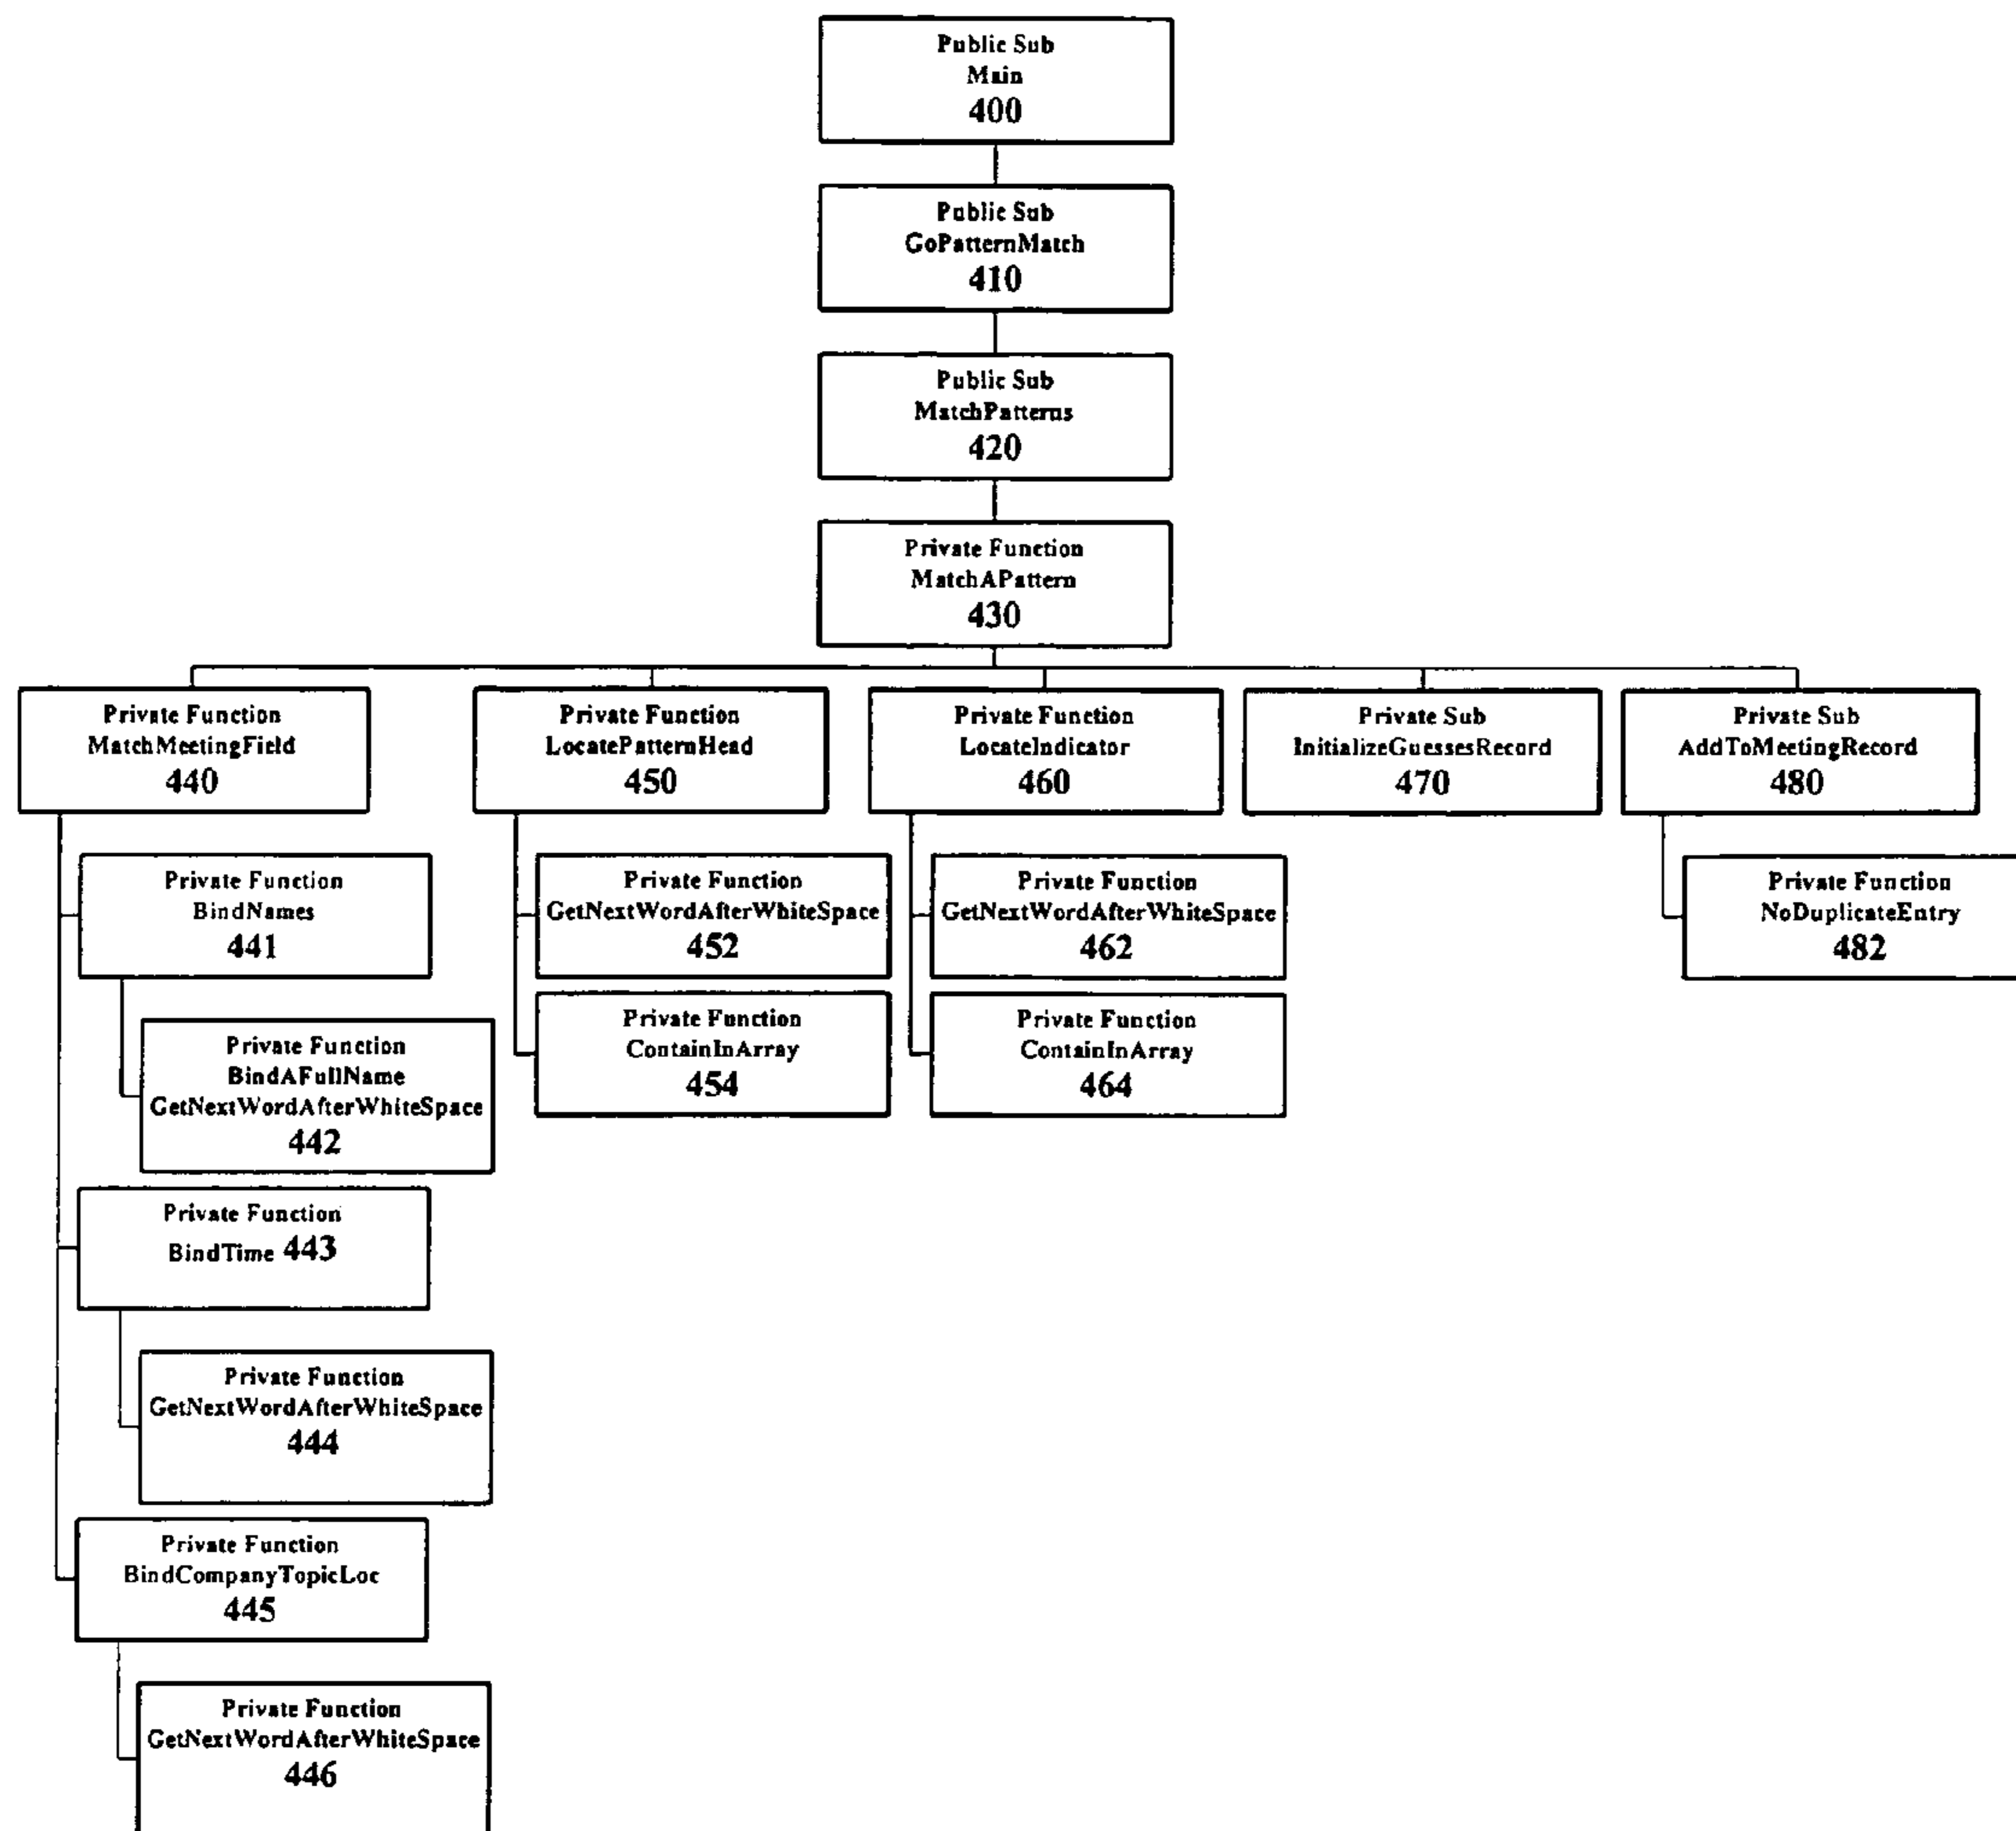 Public Sub
Main
400
Public Sub
GoPatternMatch
410
Public Sub
MatchPatterns
420
Private Function
MatchAPattern
430
Private Function
MatchMeetingField
440
Private Function
LocatePatternHead
450
Private Function
LocateIndicator
460
Private Sub
InitializeGuessesRecord
470
Private Sub
AddToMeetingRecord
480
Private Function
BindNames
441
Private Function
GetNextWordAfterWhiteSpace
452
Private Function
GetNextWordAfterWhiteSpace
462
Private Function
NoDuplicateEntry
482
Private Function
ContainInArray
454
Private Function
ContainInArray
464
Private Function
BindAFullName
GetNextWordAfterWhiteSpace
442
Private Function
BindTime 443
Private Function
GetNextWordAfterWhiteSpace
444
Private Function
BindCompanyTopicLoc
445
Private Function
GetNextWordAfterWhiteSpace
446